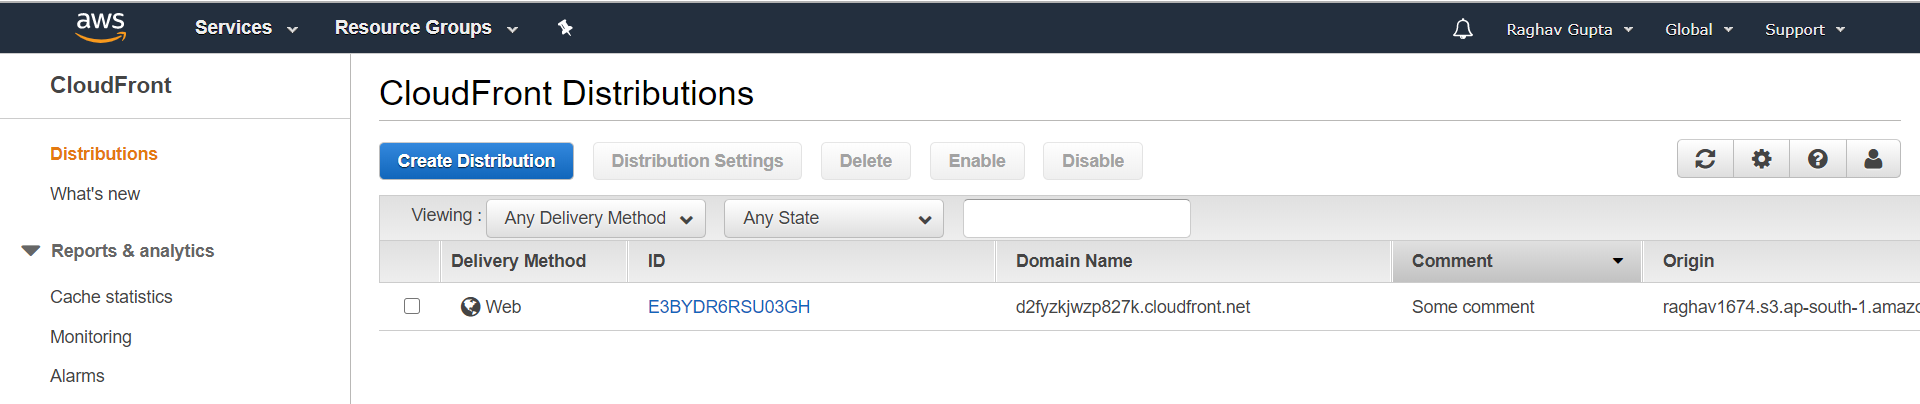 aws Services Resource Groups Raghav Gupta Global Support
CloudFront
Distributions
What's new
Reports & analytics
Cache statistics
Monitoring
Alarms
CloudFront Distributions
Create Distribution Distribution Settings Delete Enable Disable
Viewing : Any Delivery Method Any State
Delivery Method ID Domain Name Comment Origin
Web E3BYDR6RSU03GH d2fyzkjwzp827k.cloudfront.net Some comment raghav1674.s3.ap-south-1.amazo